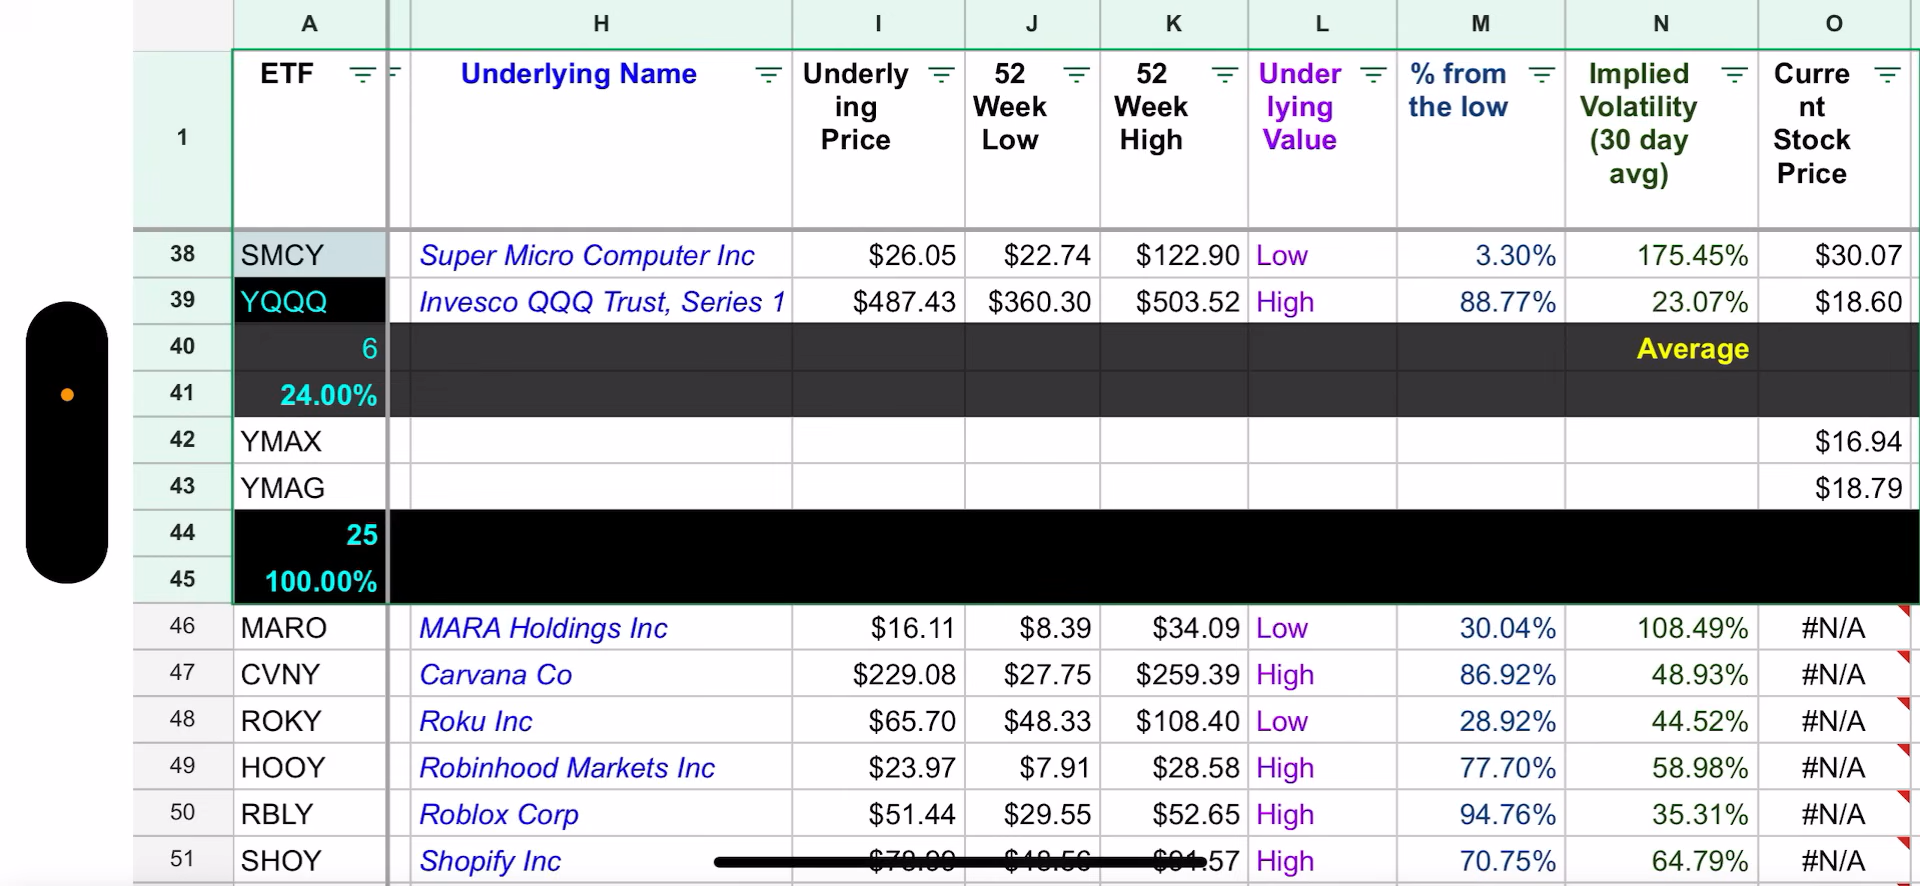 A H I J K L M N O
1 ETF Underlying Name Underly ing Price 52 Week Low 52 Week High Under lying Value % from the low Implied Volatility (30 day avg) Curre nt Stock Price
38 SMCY Super Micro Computer Inc $26.05 $22.74 $122.90 Low 3.30% 175.45% $30.07
39 YQQQ Invesco QQQ Trust, Series 1 $487.43 $360.30 $503.52 High 88.77% 23.07% $18.60
40 6 Average
41 24.00%
42 YMAX $16.94
43 YMAG $18.79
44 25
45 100.00%
46 MARO MARA Holdings Inc $16.11 $8.39 $34.09 Low 30.04% 108.49% #N/A
47 CVNY Carvana Co $229.08 $27.75 $259.39 High 86.92% 48.93% #N/A
48 ROKY Roku Inc $65.70 $48.33 $108.40 Low 28.92% 44.52% #N/A
49 HOOY Robinhood Markets Inc $23.97 $7.91 $28.58 High 77.70% 58.98% #N/A
50 RBLY Roblox Corp $51.44 $29.55 $52.65 High 94.76% 35.31% #N/A
51 SHOY Shopify Inc High 70.75% 64.79% #N/A